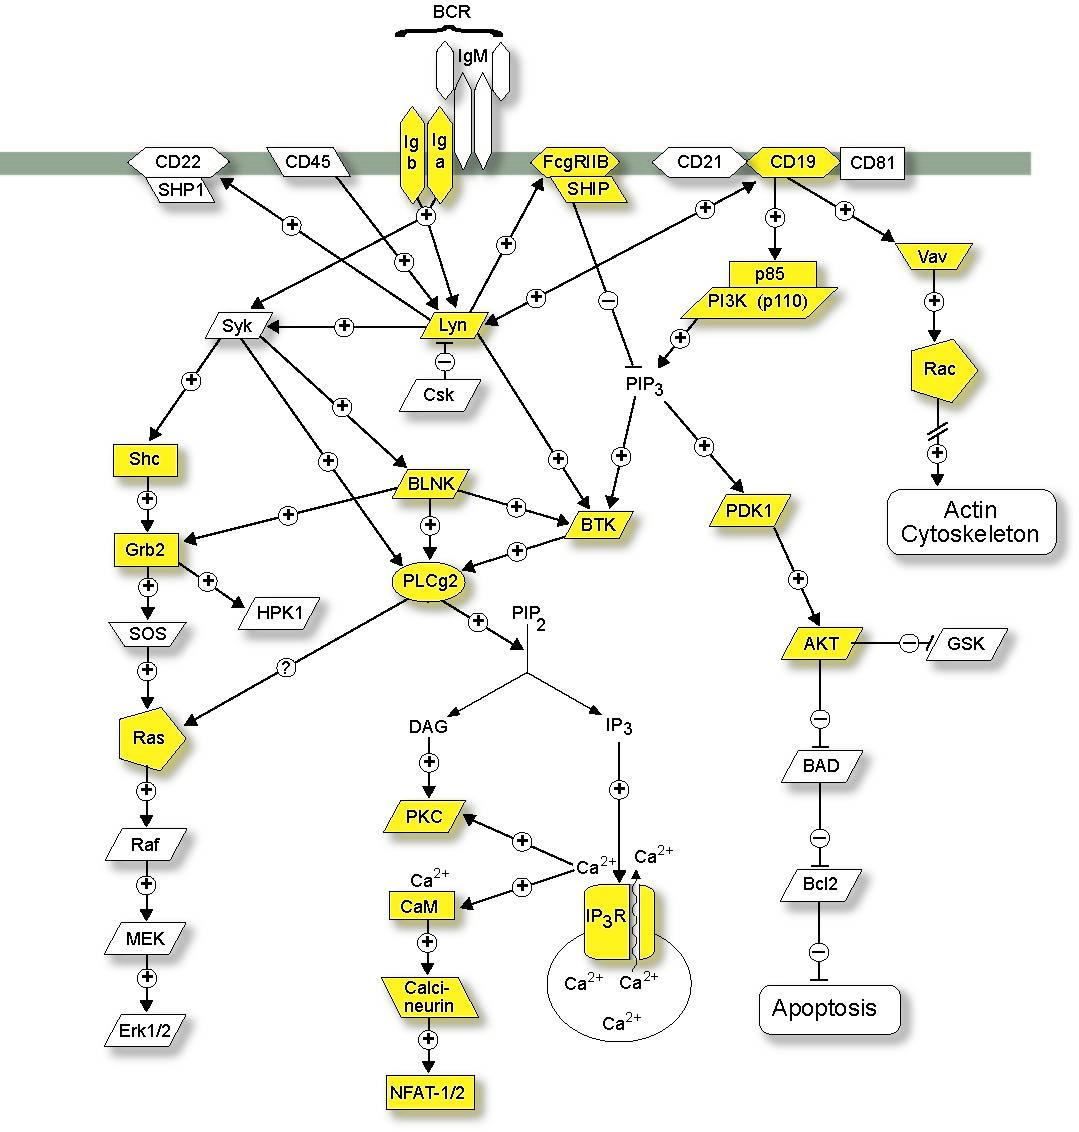 BCR
IgM
Ig
b
Ig
a
CD22
SHP1
CD45
FcgRIIB
SHIP
CD21
CD19
CD81
+
+
+
+
+
+
+
Vav
p85
PI3K (p110)
+
−
+
Syk
+
Lyn
+
−
Csk
PIP3
Rac
+
+
+
Shc
+
+
+
+
+
BLNK
+
+
+
+
BTK
PDK1
Actin
Cytoskeleton
Grb2
+
PLCg2
+
+
+
HPK1
SOS
+
PIP2
+
?
AKT
−
GSK
Ras
DAG
IP3
−
+
+
+
BAD
Raf
PKC
+
−
Ca2+
Ca2+
Ca2+
+
+
Bcl2
CaM
IP3R
MEK
+
−
+
Calci-
neurin
Ca2+
Ca2+
Ca2+
Apoptosis
Erk1/2
+
NFAT-1/2